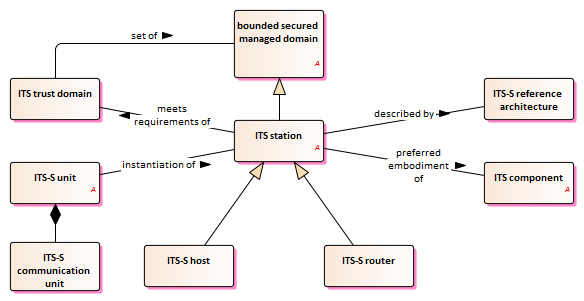 bounded secured
managed domain
A
set of
ITS trust domain
meets
requirements of
ITS station
A
described by
ITS-S reference
architecture
instantiation of
preferred
embodiment
of
ITS-S unit
A
ITS component
A
ITS-S
communication
unit
ITS-S host
ITS-S router